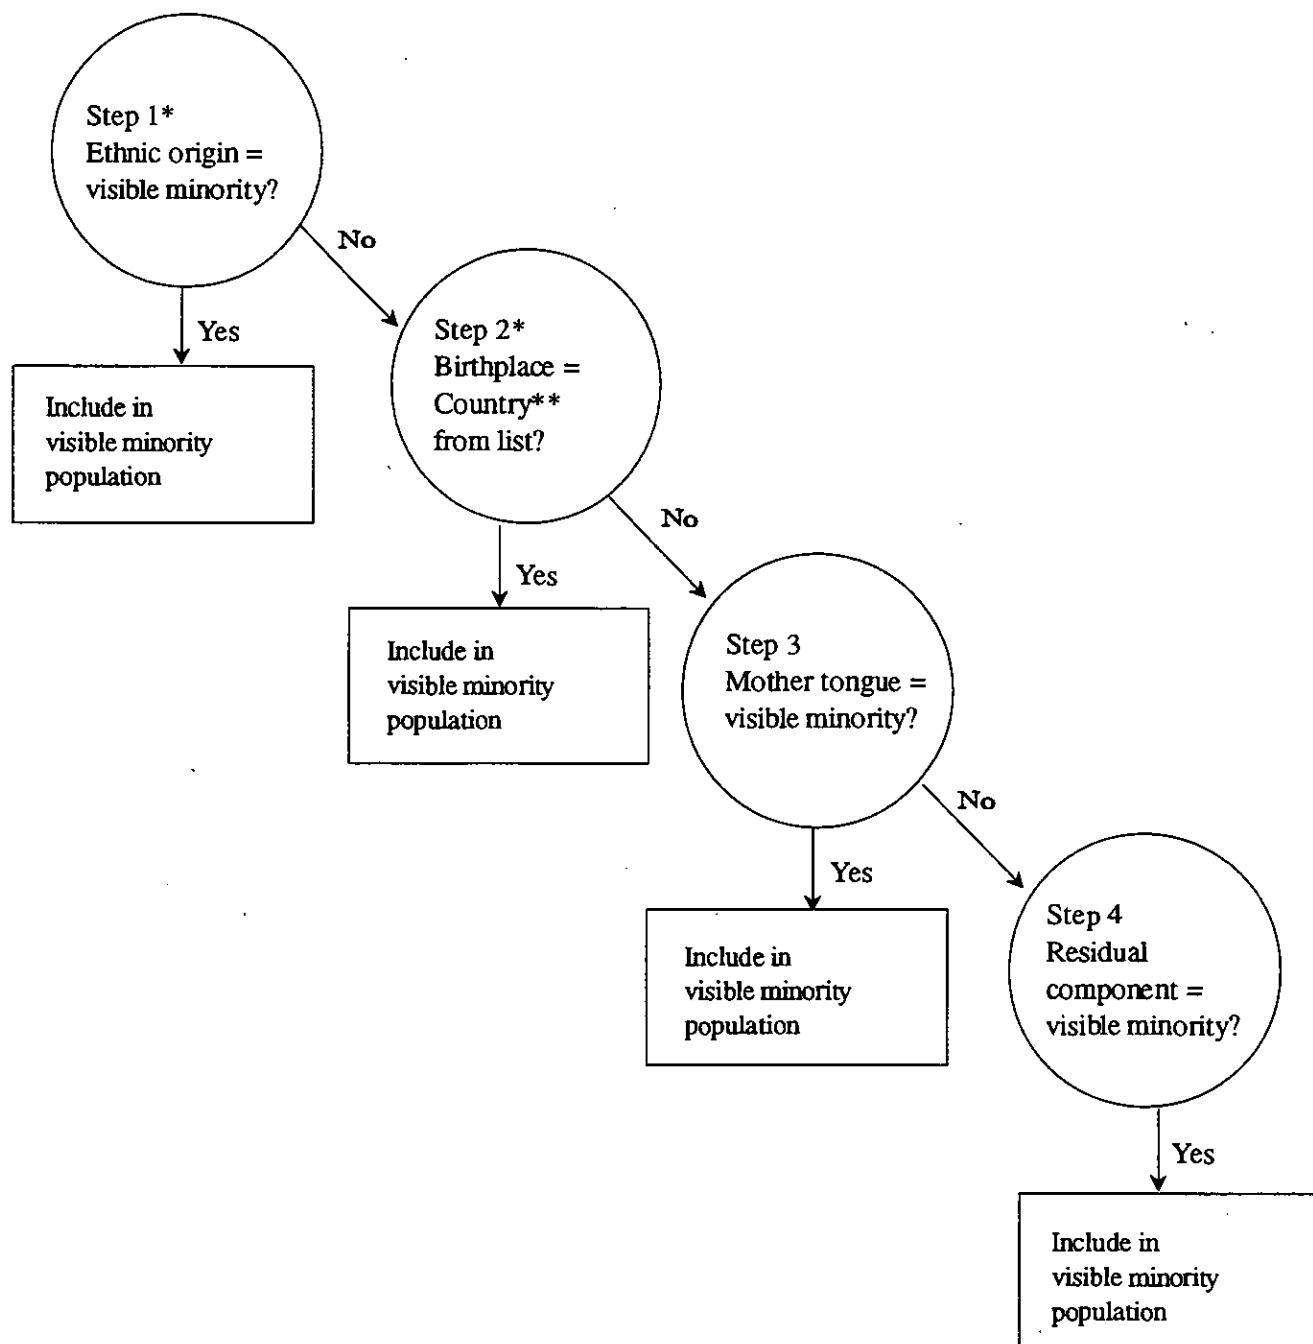 Step 1*
Ethnic origin =
visible minority?
No
Yes
Include in
visible minority
population
Step 2*
Birthplace =
Country**
from list?
No
Yes
Include in
visible minority
population
Step 3
Mother tongue =
visible minority?
No
Yes
Include in
visible minority
population
Step 4
Residual
component =
visible minority?
Yes
Include in
visible minority
population